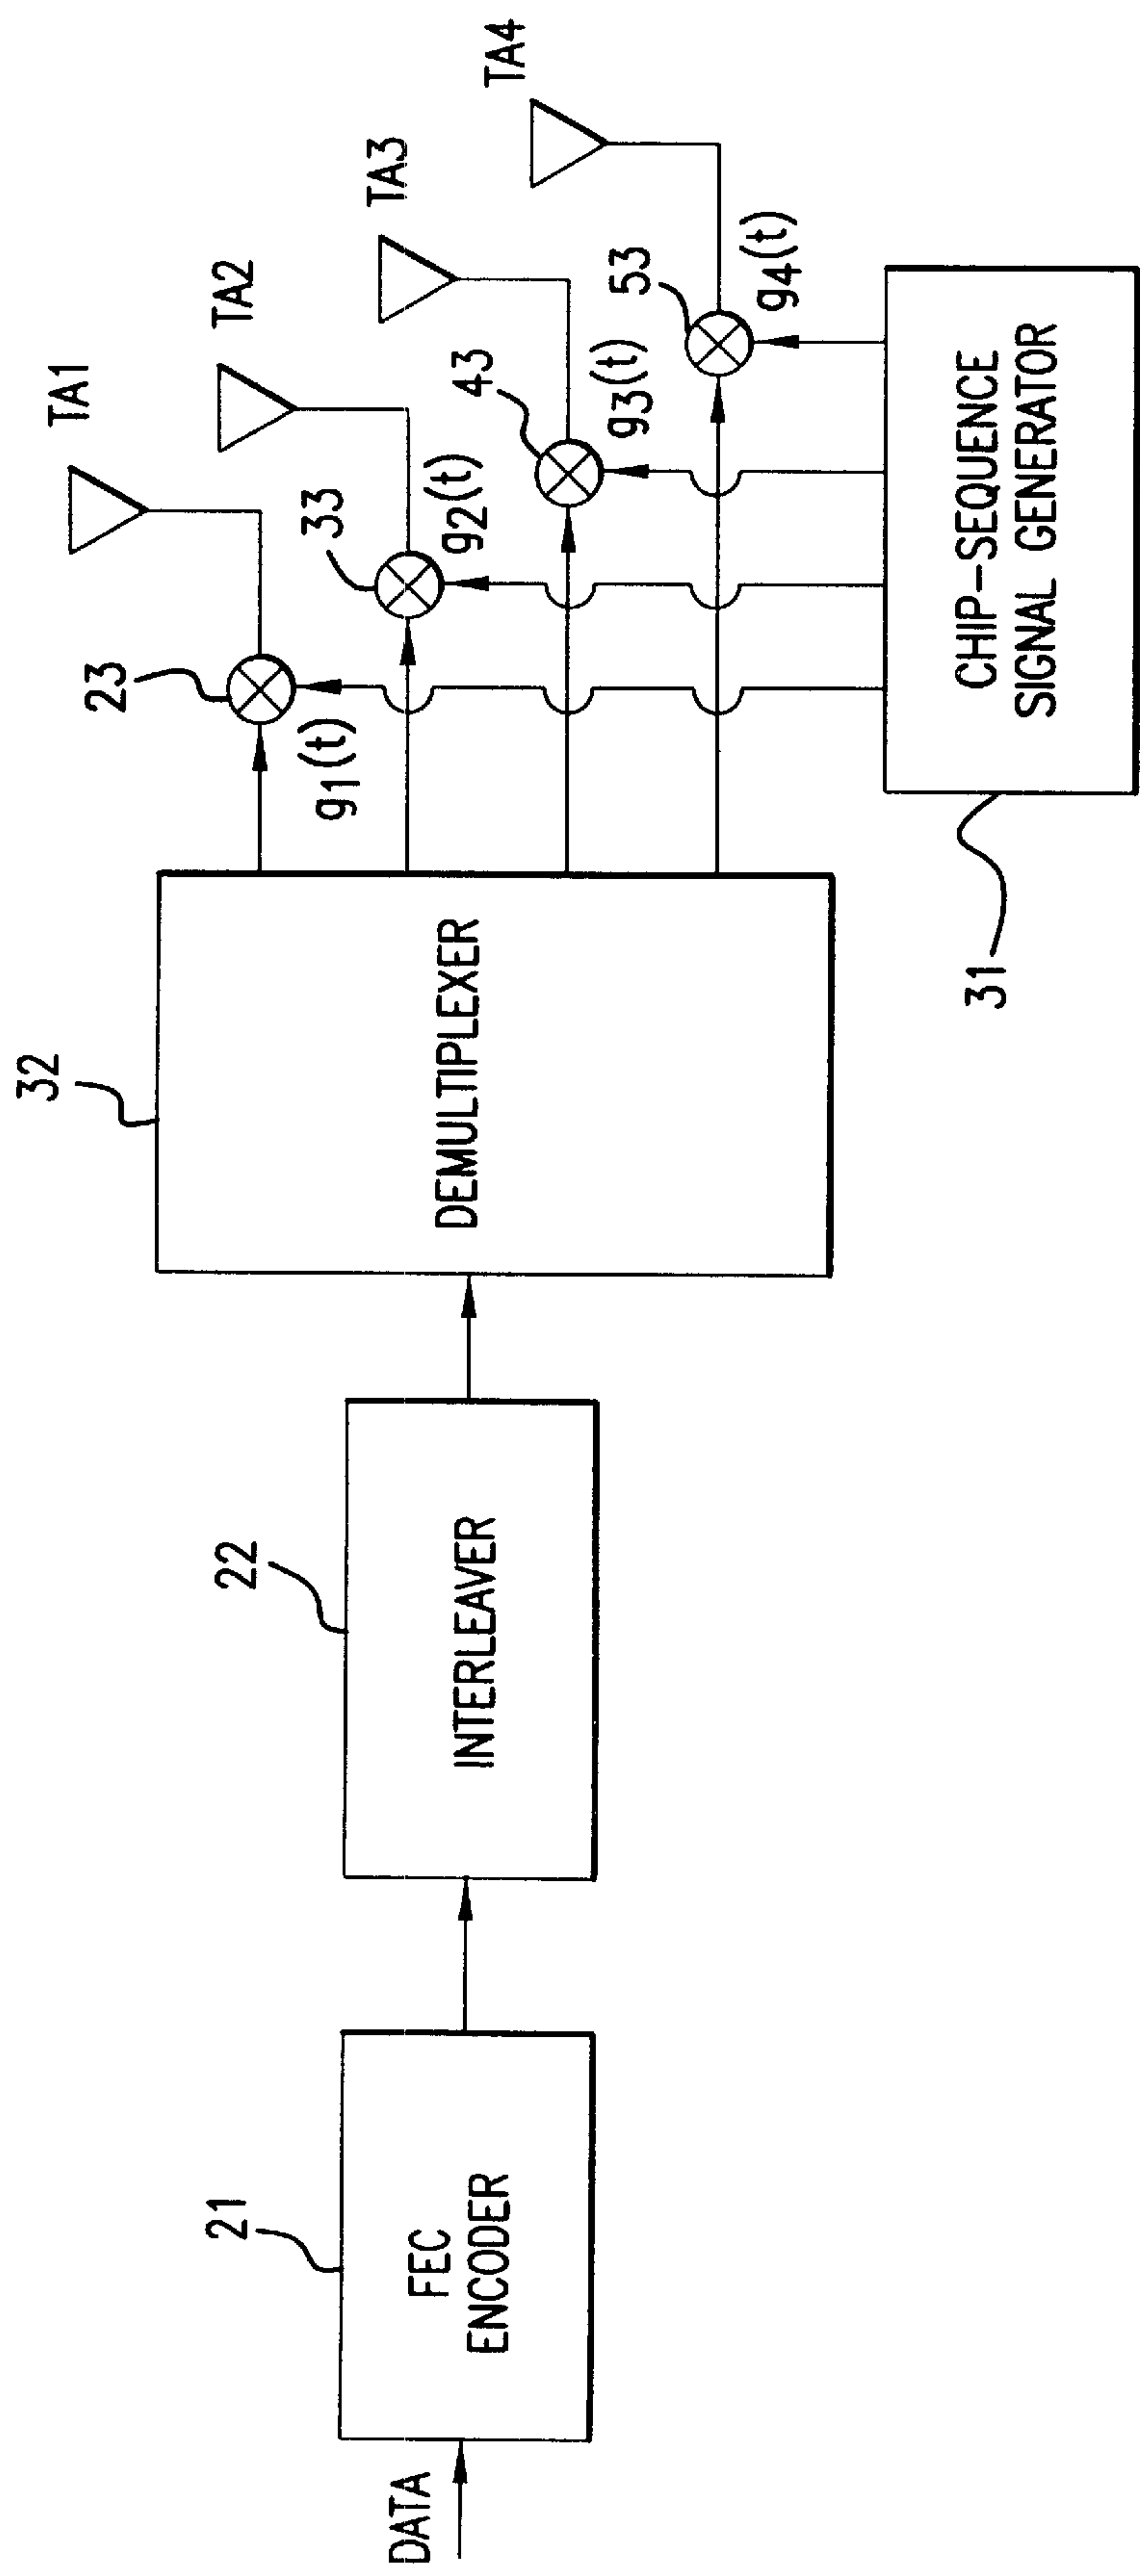 DATA
21
FEC
ENCODER
22
INTERLEAVER
32
DEMULTIPLEXER
23
g1(t)
TA1
33
g2(t)
TA2
43
g3(t)
TA3
53
g4(t)
TA4
31
CHIP-SEQUENCE
SIGNAL GENERATOR